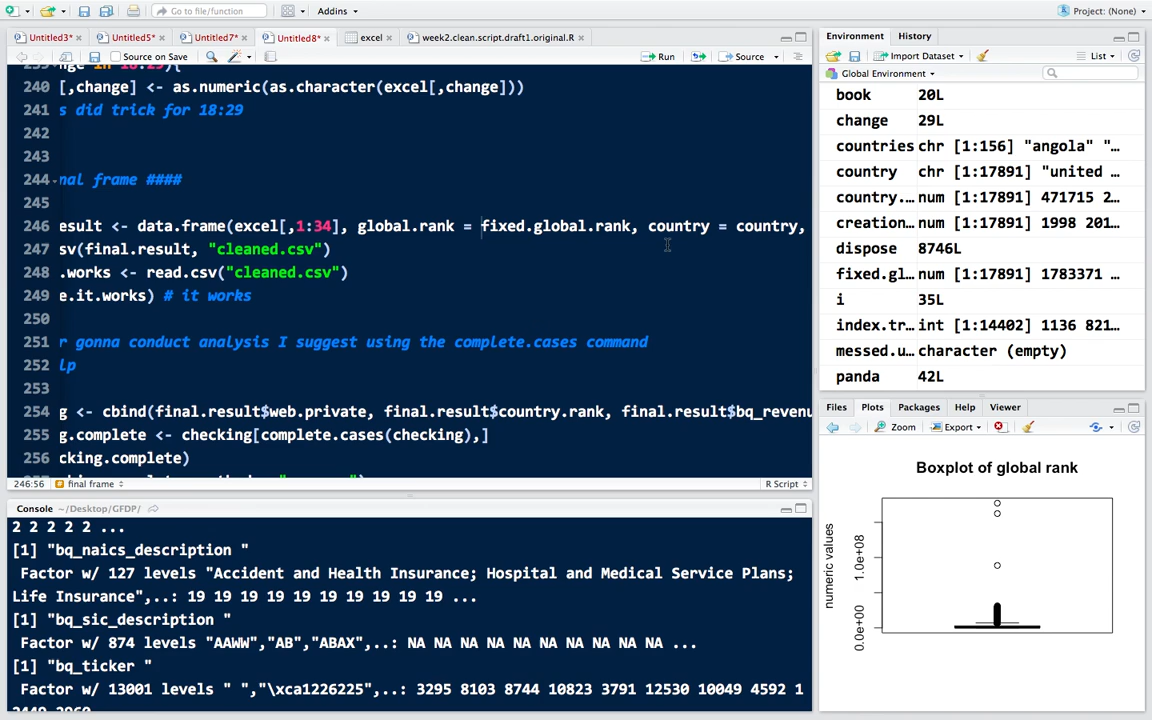 Go to file/function
Addins
Project: (None)
Untitled3* ×
Untitled5* ×
Untitled7* ×
Untitled8* ×
excel ×
week2.clean.script.draft1.original.R ×
Source on Save
Run
Source
240 [,change] <- as.numeric(as.character(excel[,change]))
241 s did trick for 18:29
242
243
244 nal frame ####
246 esult <- data.frame(excel[,1:34], global.rank = fixed.global.rank, country = country,
247 sv(final.result, "cleaned.csv")
248 .works <- read.csv("cleaned.csv")
249 e.it.works) # it works
250
251 r gonna conduct analysis I suggest using the complete.cases command
252 lp
253
254 g <- cbind(final.result$web.private, final.result$country.rank, final.result$bq_revenu
255 g.complete <- checking[complete.cases(checking),]
256 cking.complete)
246:56 final frame R Script
Console ~/Desktop/GFDP/
2 2 2 2 2 ...
[1] "bq_naics_description "
Factor w/ 127 levels "Accident and Health Insurance; Hospital and Medical Service Plans;
Life Insurance",..: 19 19 19 19 19 19 19 19 19 19 ...
[1] "bq_sic_description "
Factor w/ 874 levels "AAWW","AB","ABAX",..: NA NA NA NA NA NA NA NA NA NA ...
[1] "bq_ticker "
Factor w/ 13001 levels " ","\xca1226225",..: 3295 8103 8744 10823 3791 12530 10049 4592 1
Environment
History
Import Dataset
List
Global Environment
book 20L
change 29L
countries chr [1:156] "angola" "…
country chr [1:17891] "united …
country.… num [1:17891] 471715 2…
creation… num [1:17891] 1998 201…
dispose 8746L
fixed.gl… num [1:17891] 1783371 …
i 35L
index.tr… int [1:14402] 1136 821…
messed.u… character (empty)
panda 42L
Files
Plots
Packages
Help
Viewer
Zoom
Export
Boxplot of global rank
numeric values
1.0e+08
0.0e+00